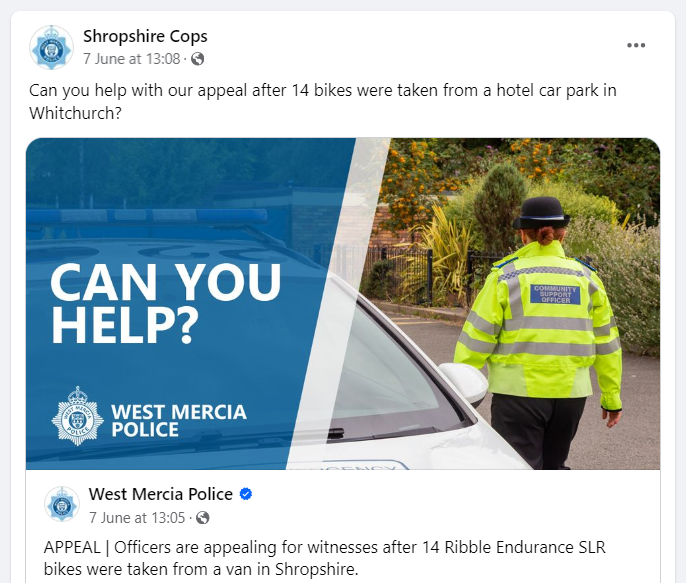 Shropshire Cops
7 June at 13:08 ·
Can you help with our appeal after 14 bikes were taken from a hotel car park in
Whitchurch?
CAN YOU
HELP?
WEST MERCIA
POLICE
COMMUNITY
SUPPORT
OFFICER
West Mercia Police
7 June at 13:05 ·
APPEAL | Officers are appealing for witnesses after 14 Ribble Endurance SLR
bikes were taken from a van in Shropshire.